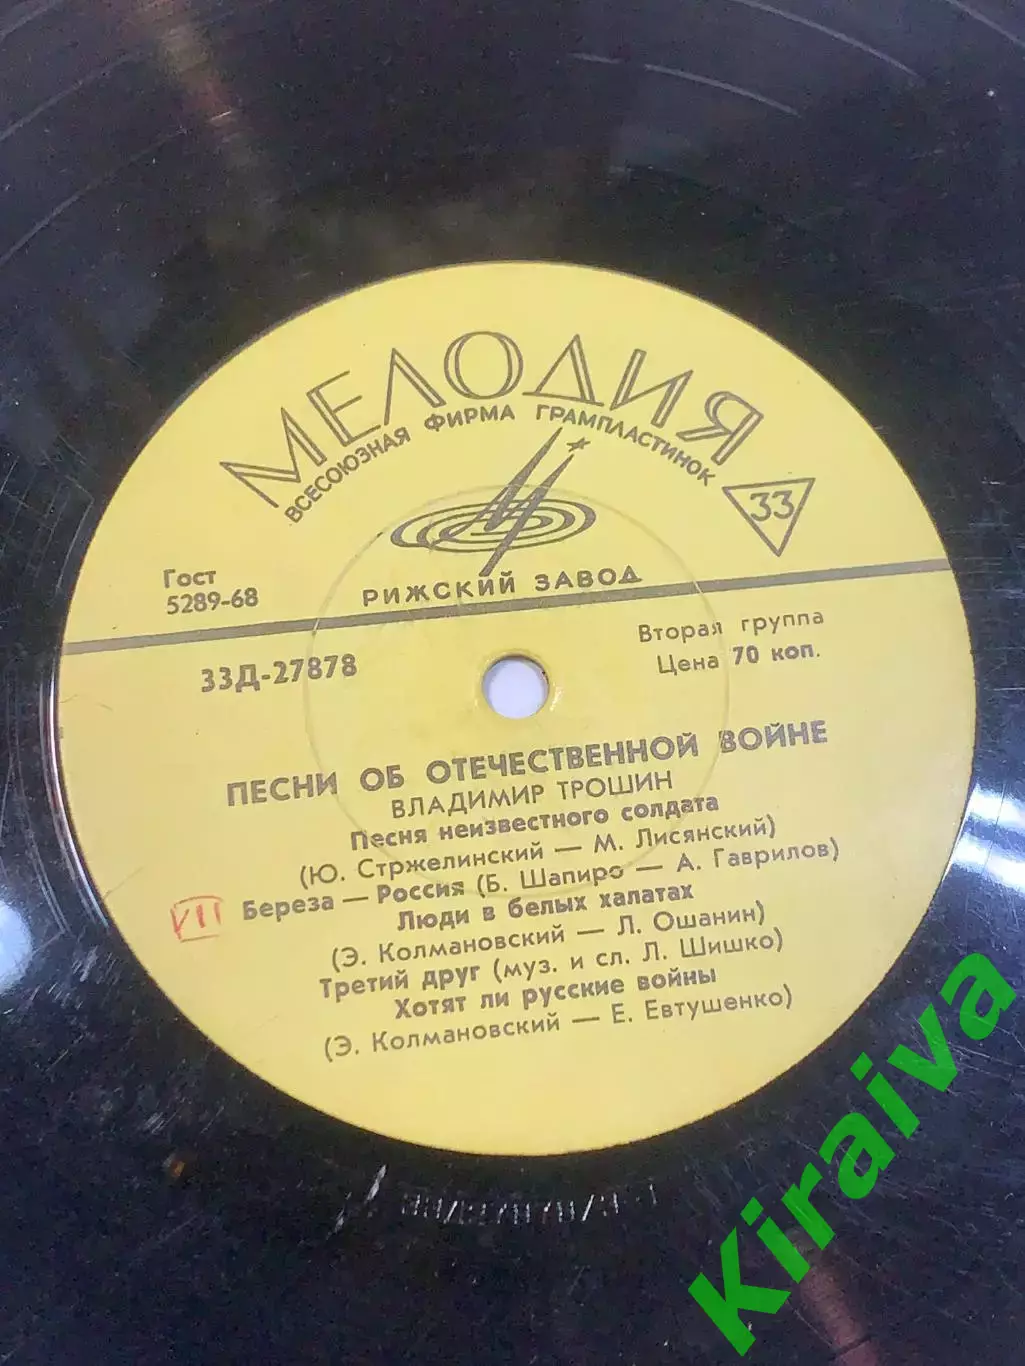 МЕЛОДИЯ
ВСЕСОЮЗНАЯ ФИРМА ГРАМПЛАСТИНОК
33
РИЖСКИЙ ЗАВОД
Гост
5289-68
Вторая группа
Цена 70 коп.
33Д-27878
ПЕСНИ ОБ ОТЕЧЕСТВЕННОЙ ВОЙНЕ
ВЛАДИМИР ТРОШИН
Песня неизвестного солдата
(Ю. Стржелинский — М. Лисянский)
VII Береза — Россия (Б. Шапиро — А. Гаврилов)
Люди в белых халатах
(Э. Колмановский — Л. Ошанин)
Третий друг (муз. и сл. Л. Шишко)
Хотят ли русские войны
(Э. Колмановский — Е. Евтушенко)
Kiraiva